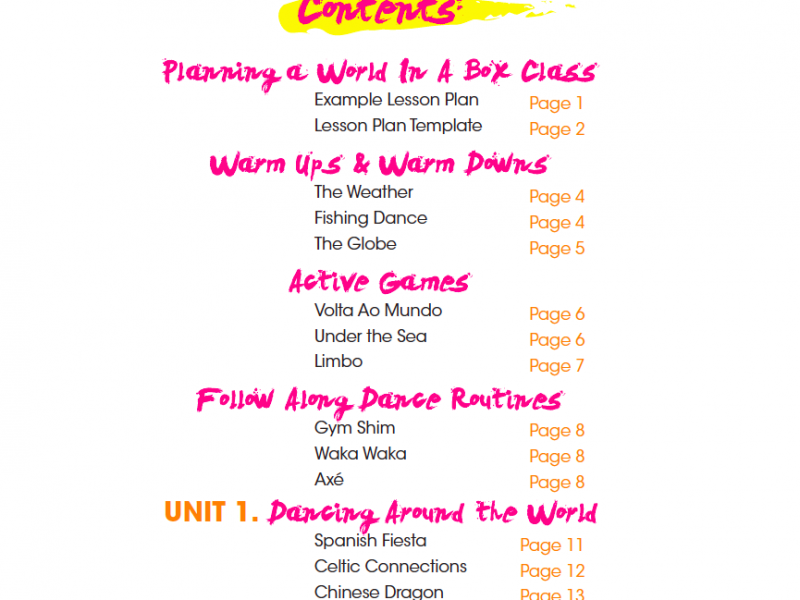 Contents:
Planning a World In A Box Class
Example Lesson Plan Page 1
Lesson Plan Template Page 2
Warm Ups & Warm Downs
The Weather Page 4
Fishing Dance Page 4
The Globe Page 5
Active Games
Volta Ao Mundo Page 6
Under the Sea Page 6
Limbo Page 7
Follow Along Dance Routines
Gym Shim Page 8
Waka Waka Page 8
Axé Page 8
UNIT 1. Dancing Around the World
Spanish Fiesta Page 11
Celtic Connections Page 12
Chinese Dragon Page 13